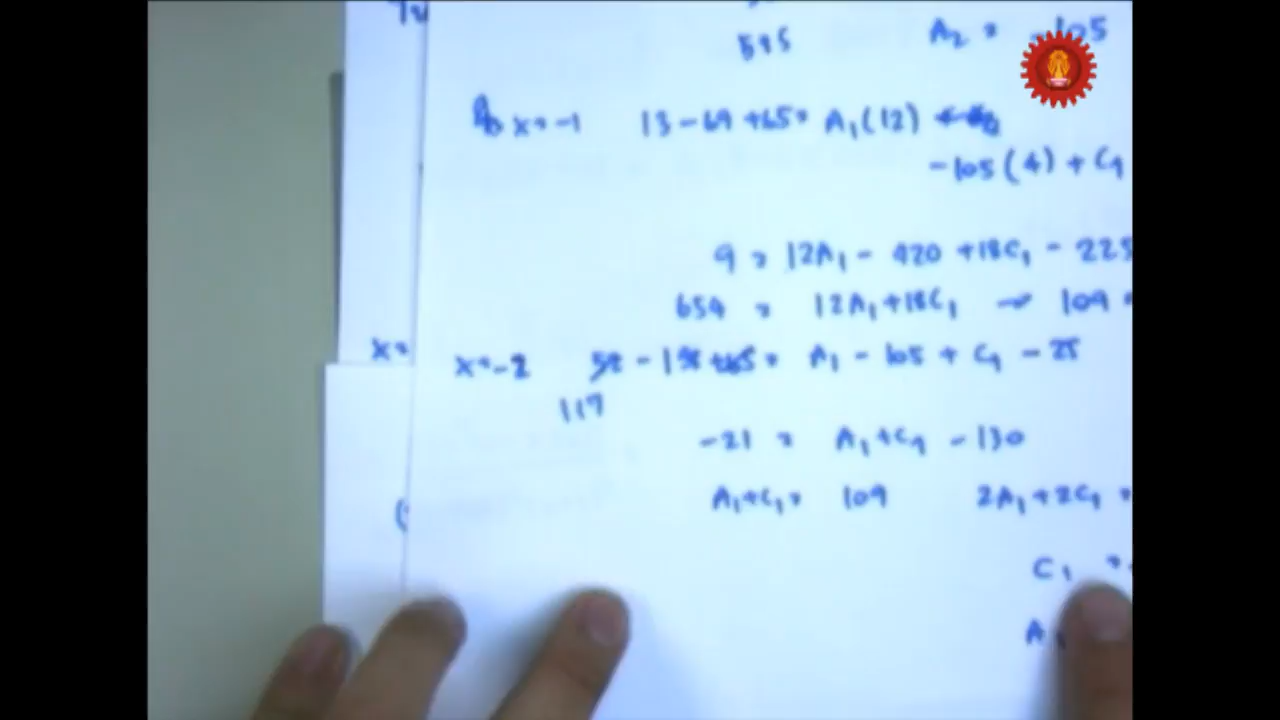 595 A₂ = -105
x = -1 13 - 69 + 65 = A₁(12)
-105(4) + C₁
9 = 12A₁ - 420 + 18C₁ - 225
654 = 12A₁ + 18C₁ → 109
x =
x = -2 52 - 138 + 65 = A₁ - 105 + C₁ - 25
117
-21 = A₁ + C₁ - 130
A₁ + C₁ = 109 2A₁ + 2C₁ =
C₁ =
A₁